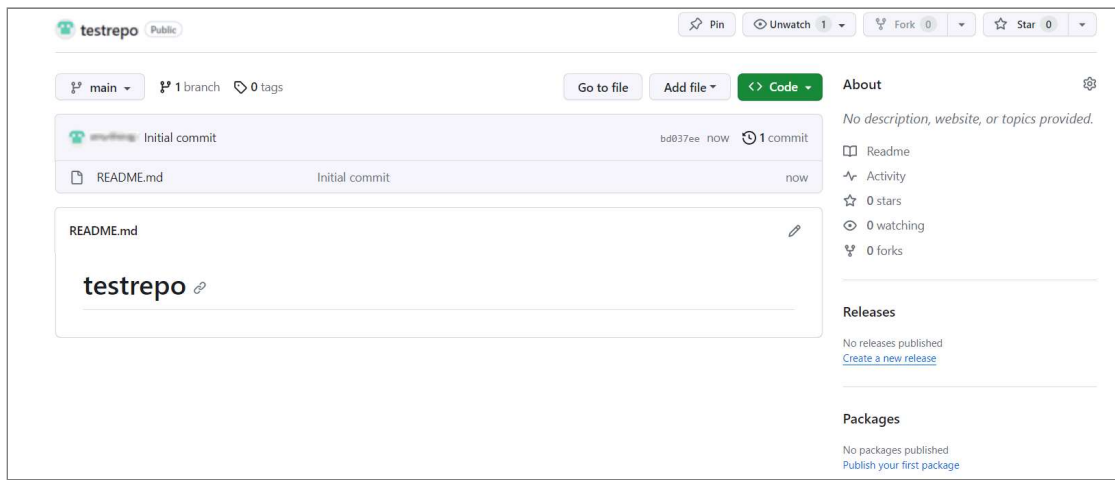 testrepo Public
Pin
Unwatch 1
Fork 0
Star 0
main
1 branch
0 tags
Go to file
Add file
<> Code
Initial commit
bd037ee now
1 commit
README.md
Initial commit
now
README.md
testrepo
About
No description, website, or topics provided.
Readme
Activity
0 stars
0 watching
0 forks
Releases
No releases published
Create a new release
Packages
No packages published
Publish your first package